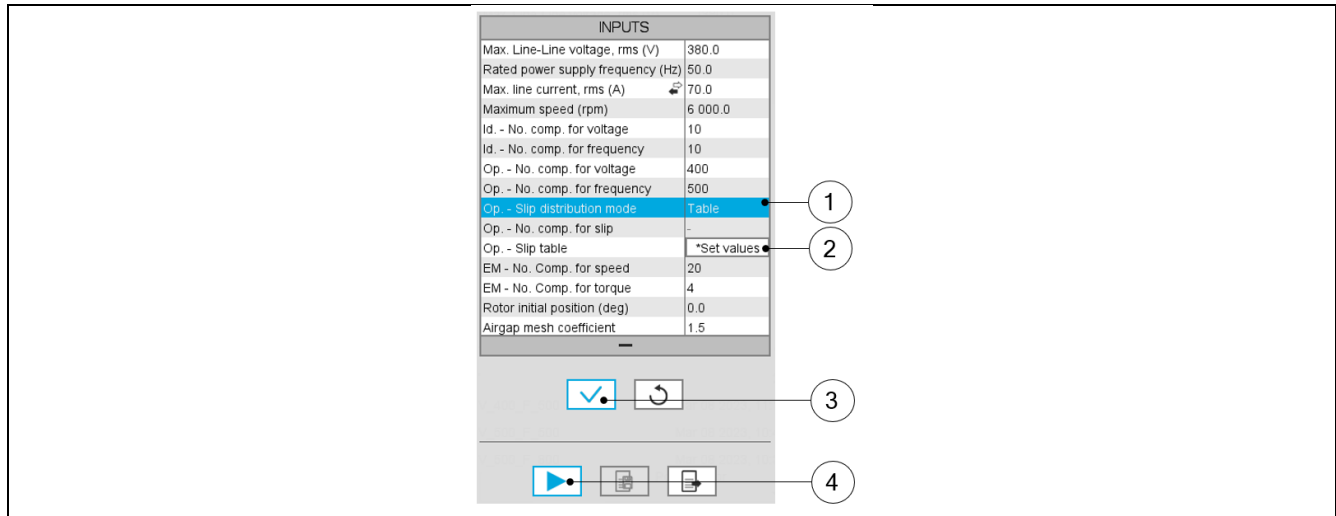 INPUTS
Max. Line-Line voltage, rms (V) 380.0
Rated power supply frequency (Hz) 50.0
Max. line current, rms (A) 70.0
Maximum speed (rpm) 6 000.0
Id. - No. comp. for voltage 10
Id. - No. comp. for frequency 10
Op. - No. comp. for voltage 400
Op. - No. comp. for frequency 500
Op. - Slip distribution mode Table 1
Op. - No. comp. for slip -
Op. - Slip table *Set values 2
EM - No. Comp. for speed 20
EM - No. Comp. for torque 4
Rotor initial position (deg) 0.0
Airgap mesh coefficient 1.5
3
4